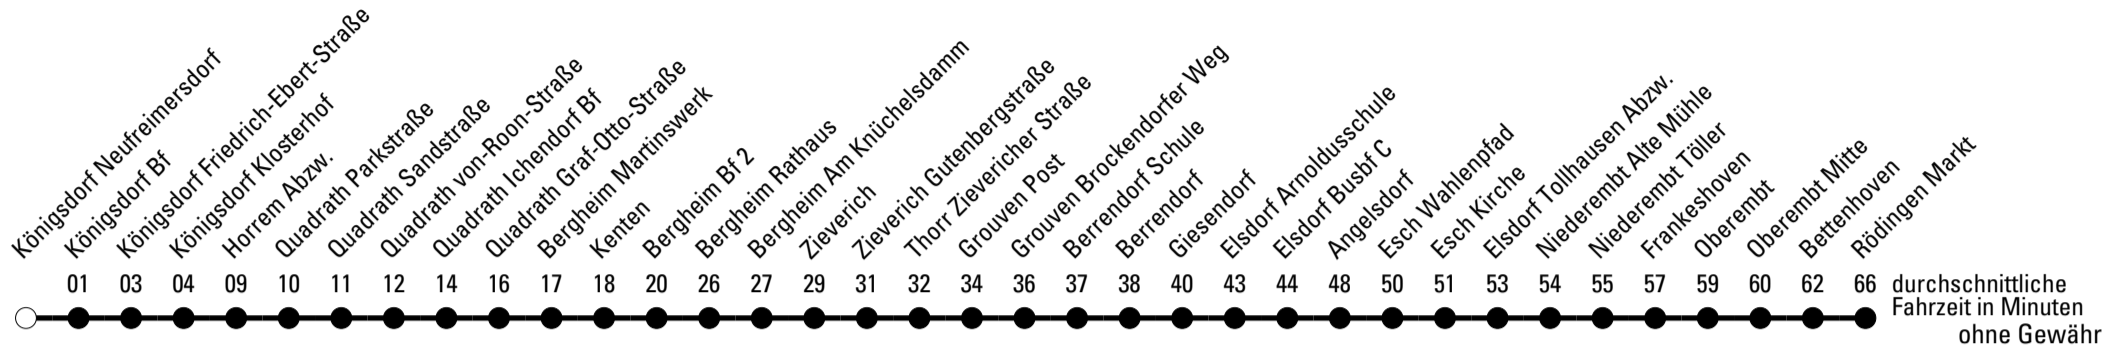 Königsdorf Neufreimersdorf
Königsdorf Bf
Königsdorf Friedrich-Ebert-Straße
Königsdorf Klosterhof
Horrem Abzw.
Quadrath Parkstraße
Quadrath Sandstraße
Quadrath von-Roon-Straße
Quadrath Ichendorf Bf
Quadrath Graf-Otto-Straße
Bergheim Martinswerk
Kenten
Bergheim Bf 2
Bergheim Rathaus
Bergheim Am Knüchelsdamm
Zieverich
Zieverich Gutenbergstraße
Thorr Zievericher Straße
Grouven Post
Grouven Brockendorfer Weg
Berrendorf Schule
Berrendorf
Giesendorf
Elsdorf Arnoldusschule
Elsdorf Busbf C
Angelsdorf
Esch Wahlenpfad
Esch Kirche
Elsdorf Tollhausen Abzw.
Niederembt Alte Mühle
Niederembt Töller
Frankeshoven
Oberembt
Oberembt Mitte
Bettenhoven
Rödingen Markt
01 03 04 09 10 11 12 14 16 17 18 20 26 27 29 31 32 34 36 37 38 40 43 44 48 50 51 53 54 55 57 59 60 62 66 durchschnittliche
Fahrzeit in Minuten
ohne Gewähr